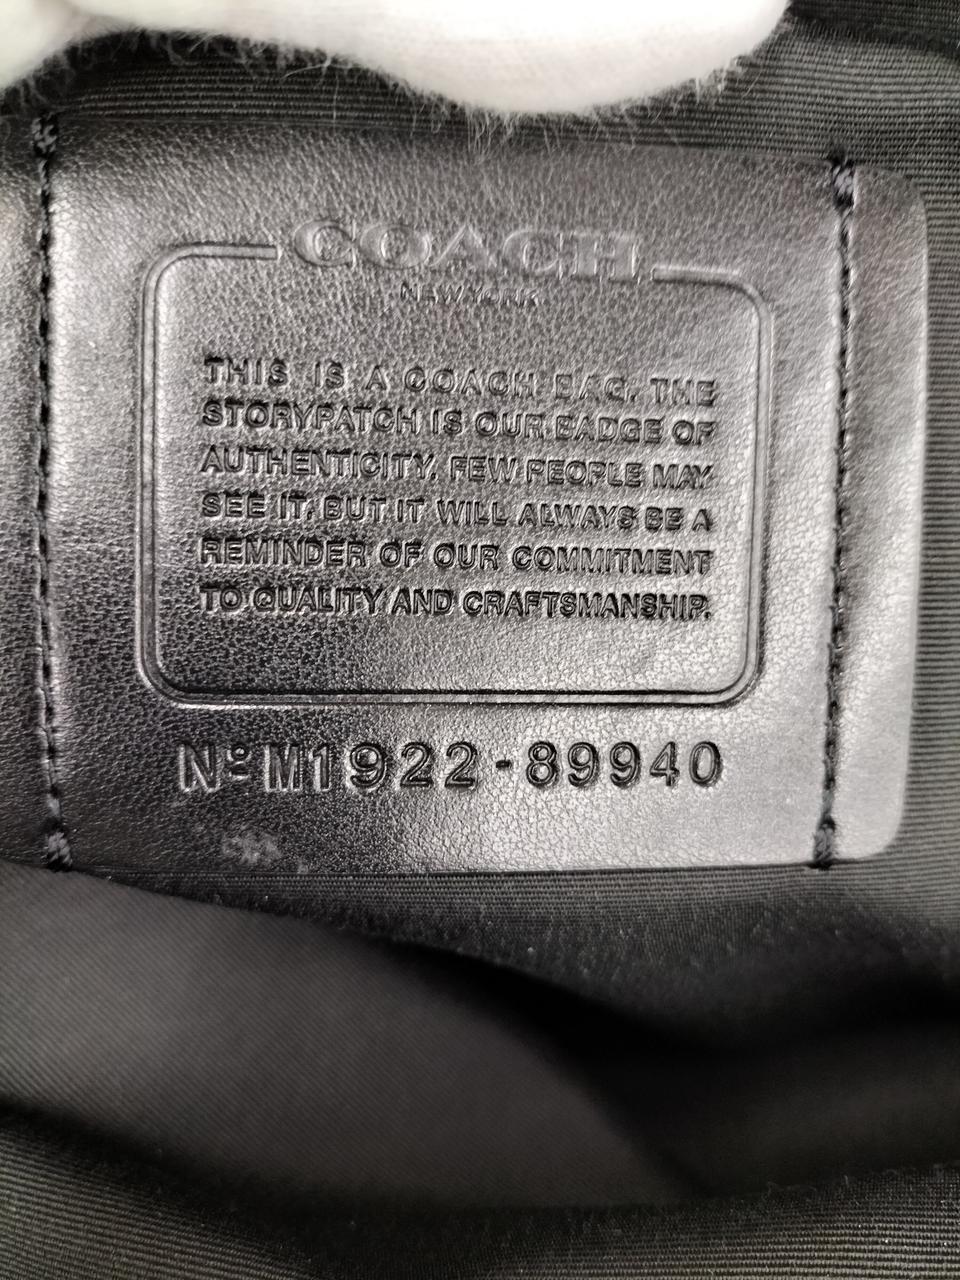 COACH
NEW YORK
THIS IS A COACH BAG. THE
STORYPATCH IS OUR BADGE OF
AUTHENTICITY. FEW PEOPLE MAY
SEE IT, BUT IT WILL ALWAYS BE A
REMINDER OF OUR COMMITMENT
TO QUALITY AND CRAFTSMANSHIP.
Nº M1922-89940